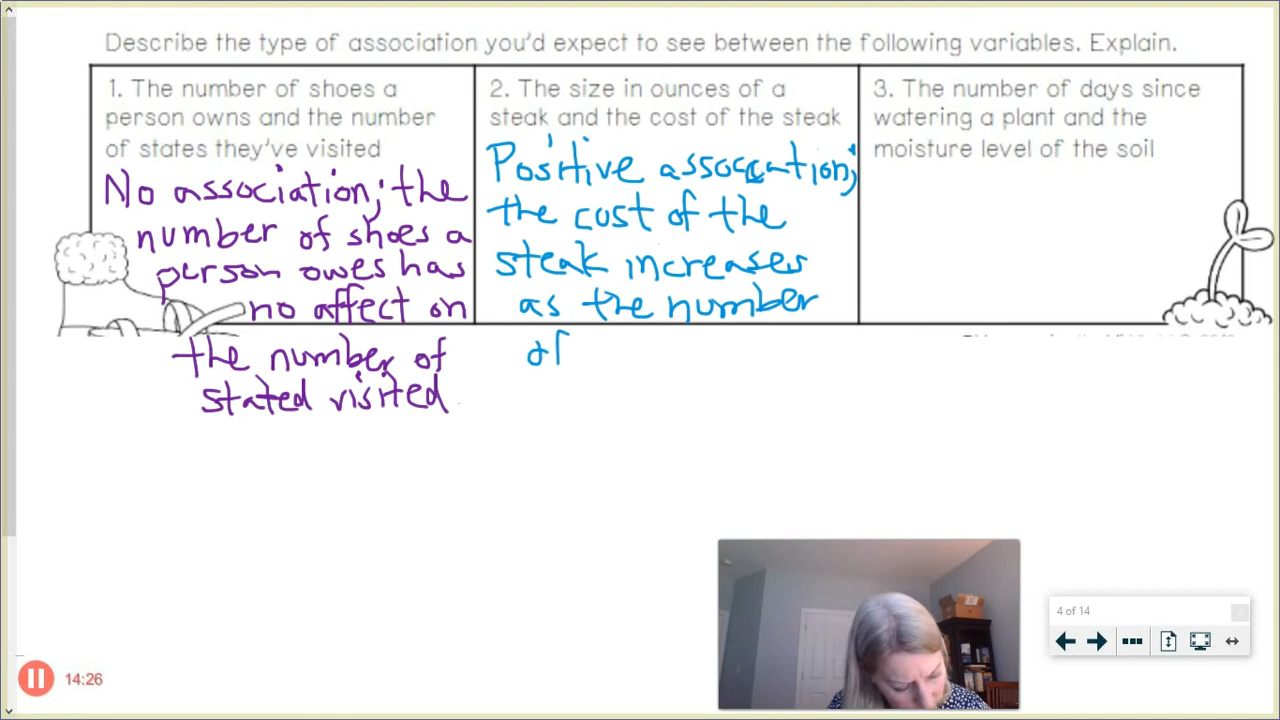 Describe the type of association you'd expect to see between the following variables. Explain.
1. The number of shoes a
person owns and the number
of states they've visited
No association; the
number of shoes a
person owes has
no affect on
the number of
stated visited
2. The size in ounces of a
steak and the cost of the steak
Positive association;
the cost of the
steak increases
as the number
of
3. The number of days since
watering a plant and the
moisture level of the soil
4 of 14
14:26